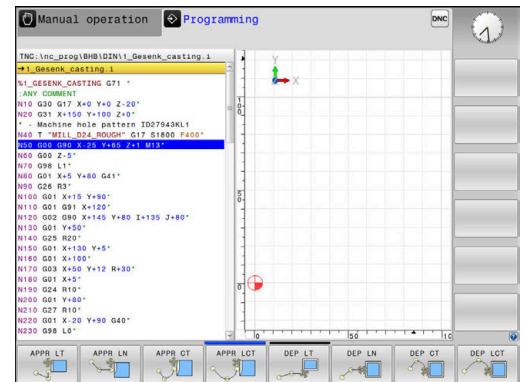 Manual operation
Programming
DNC
TNC:\nc_prog\BHB\DIN\1_Gesenk_casting.i
→1_Gesenk_casting.i
%1_GESENK_CASTING G71 *
;ANY COMMENT
N10 G30 G17 X+0 Y+0 Z-20*
N20 G31 X+150 Y+100 Z+0*
* - Machine hole pattern ID27943KL1
N40 T "MILL_D24_ROUGH" G17 S1800 F400*
N50 G00 G90 X-25 Y+65 Z+1 M13*
N60 G00 Z-5*
N70 G98 L1*
N80 G01 X+5 Y+80 G41*
N90 G26 R3*
N100 G01 X+15 Y+90*
N110 G01 G91 X+120*
N120 G02 G90 X+145 Y+80 I+135 J+80*
N130 G01 Y+50*
N140 G25 R20*
N150 G01 X+130 Y+5*
N160 G01 X+100*
N170 G03 X+50 Y+12 R+30*
N180 G01 X+5*
N190 G24 R10*
N200 G01 Y+80*
N210 G27 R10*
N220 G01 X-20 Y+90 G40*
N230 G98 L0*
Y
X
100
50
0
0
50
10
APPR LT
APPR LN
APPR CT
APPR LCT
DEP LT
DEP LN
DEP CT
DEP LCT